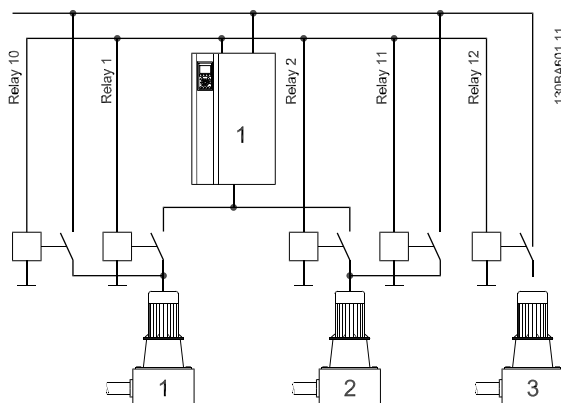 Relay 10
Relay 1
Relay 2
Relay 11
Relay 12
130BA601.11
1
1
2
3